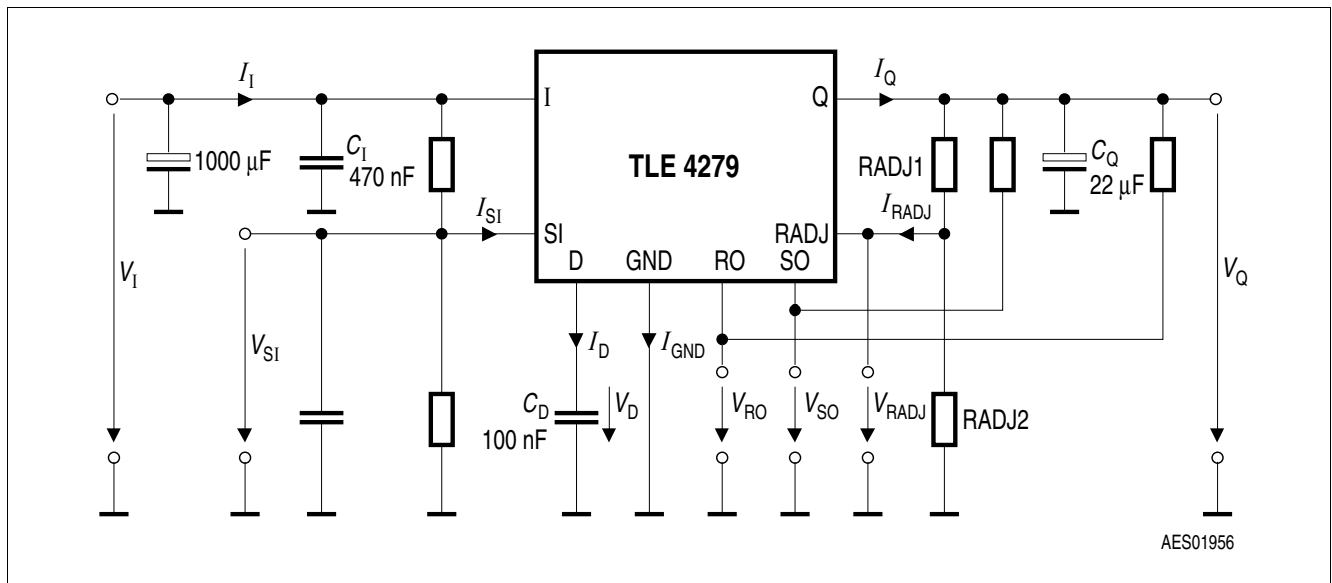 I_I
I_Q
I
Q
1000 µF
C_I
470 nF
TLE 4279
RADJ1
C_Q
22 µF
I_SI
I_RADJ
SI
RADJ
D
GND
RO
SO
V_I
V_SI
I_D
I_GND
V_Q
C_D
100 nF
V_D
V_RO
V_SO
V_RADJ
RADJ2
AES01956